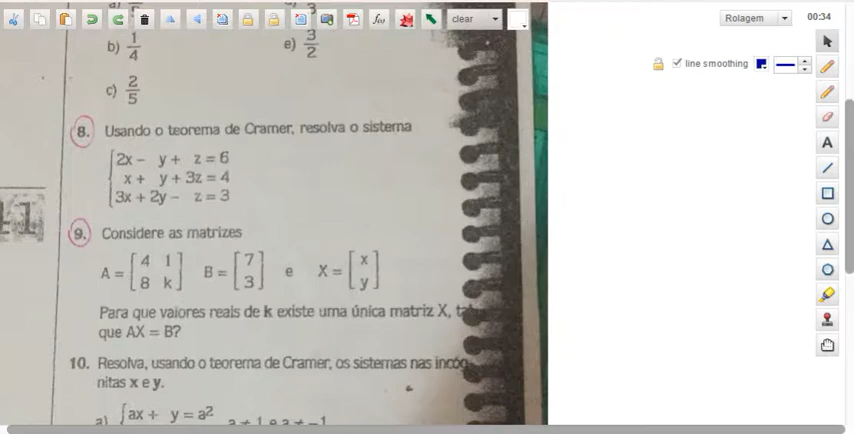 clear
Rolagem
00:34
line smoothing
b) 1/4
e) 3/2
c) 2/5
8. Usando o teorema de Cramer, resolva o sistema
2x - y + z = 6
x + y + 3z = 4
3x + 2y - z = 3
9. Considere as matrizes
A = [4 1 8 k] B = [7 3] e X = [x y]
Para que valores reais de k existe uma única matriz X,
que AX = B?
10. Resolva, usando o teorema de Cramer, os sistemas nas incóg-
nitas x e y.
a) ax + y = a² a ≠ 1 e a ≠ -1